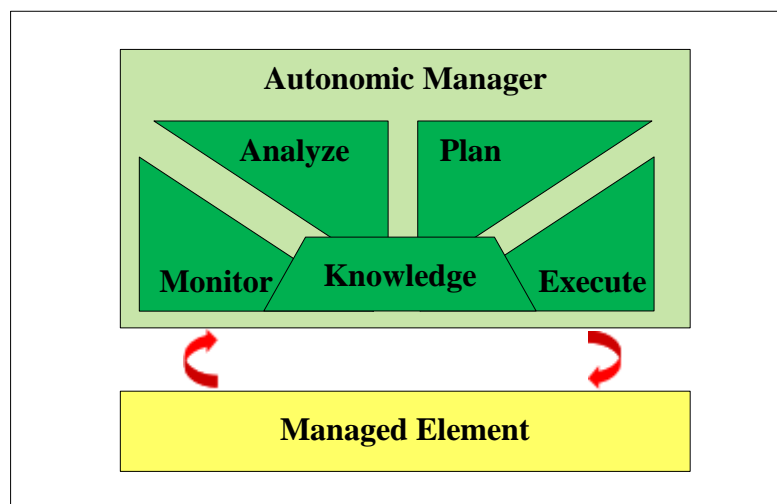 Autonomic Manager
Analyze
Plan
Monitor
Knowledge
Execute
Managed Element